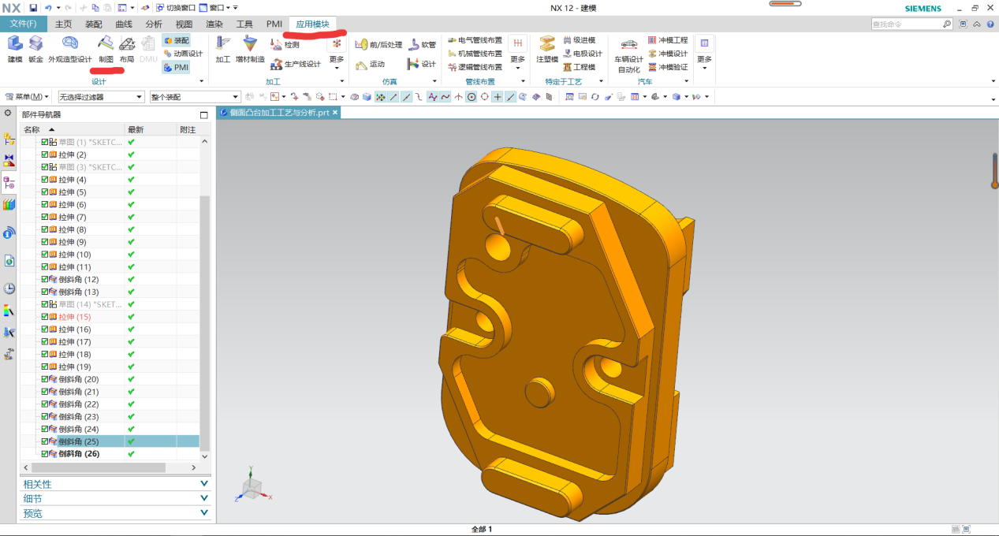 NX 切换窗口 窗口 NX 12 - 建模 SIEMENS
文件(F) 主页 装配 曲线 分析 视图 渲染 工具 PMI 应用模块 查找命令
建模 钣金 外观造型设计 制图 布局 DMU 装配 动画设计 PMI 设计
加工 增材制造 检测 生产线设计 更多 加工
前/后处理 运动 软管 设计 仿真
电气管线布置 机械管线布置 逻辑管线布置 更多 管线布置
注塑模 级进模 电极设计 工程模 特定于工艺
车辆设计自动化 冲模工程 冲模设计 冲模验证 更多 汽车
菜单(M) 无选择过滤器 整个装配
部件导航器
侧面凸台加工工艺与分析.prt
名称 最新 附注
草图 (1) "SKETC...
拉伸 (2)
草图 (3) "SKETC...
拉伸 (4)
拉伸 (5)
拉伸 (6)
拉伸 (7)
拉伸 (8)
拉伸 (9)
拉伸 (10)
拉伸 (11)
倒斜角 (12)
倒斜角 (13)
草图 (14) "SKET...
拉伸 (15)
拉伸 (16)
拉伸 (17)
拉伸 (18)
拉伸 (19)
倒斜角 (20)
倒斜角 (21)
倒斜角 (22)
倒斜角 (23)
倒斜角 (24)
倒斜角 (25)
倒斜角 (26)
相关性
细节
预览
Y
Z X
全部 1